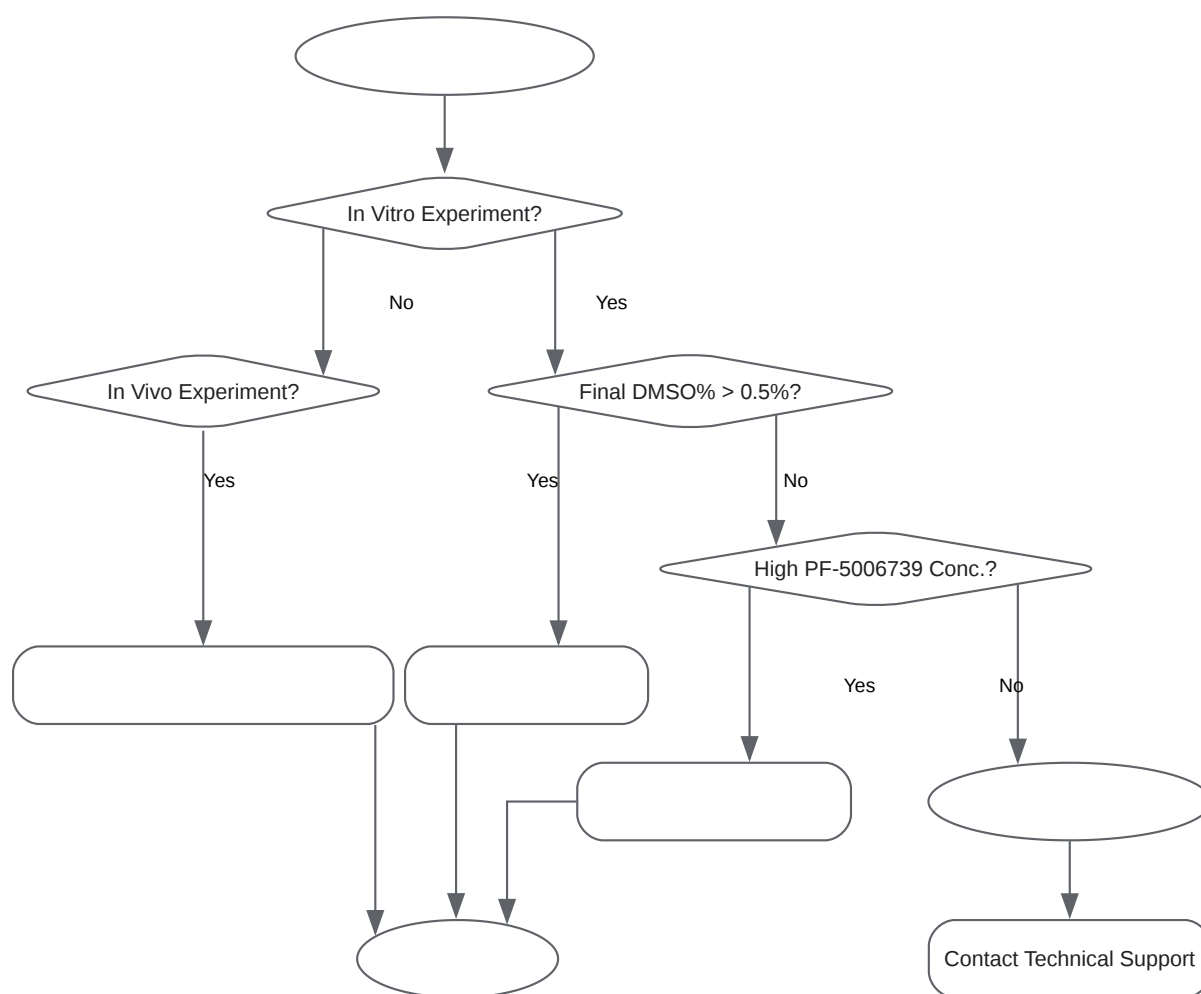 In Vitro Experiment?
No
Yes
In Vivo Experiment?
Final DMSO% > 0.5%?
Yes
Yes
No
High PF-5006739 Conc.?
Yes
No
Contact Technical Support